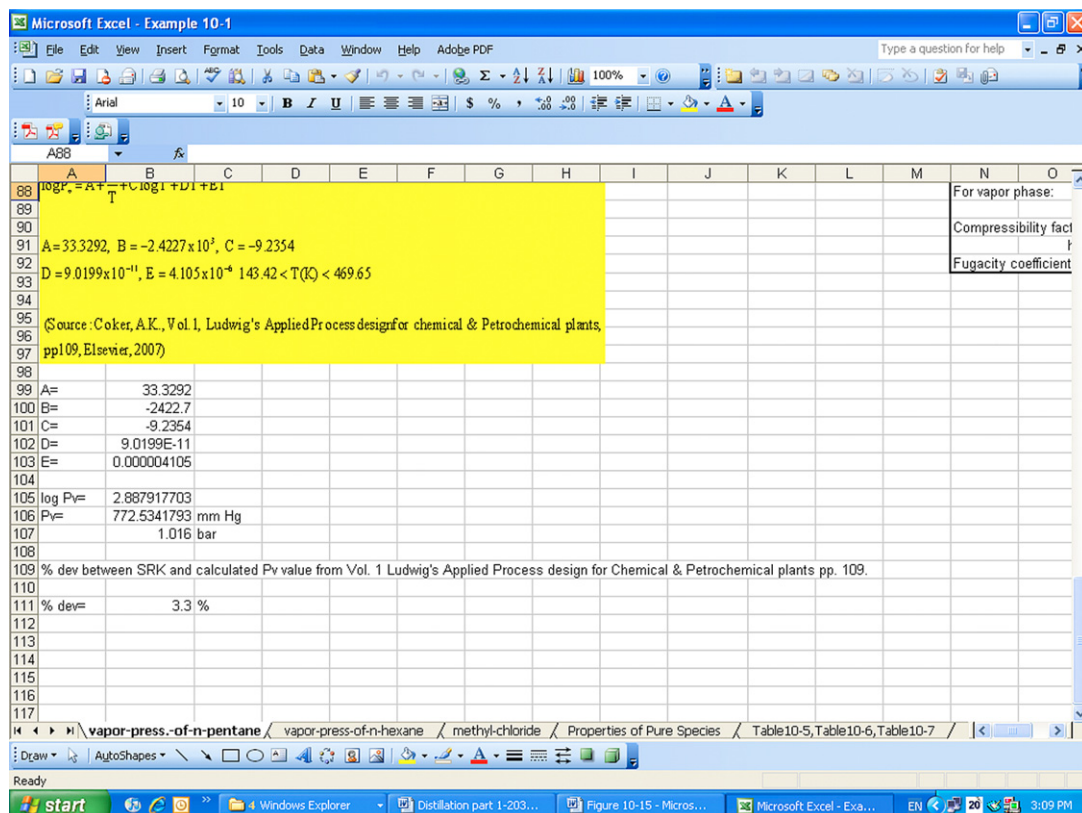 Microsoft Excel - Example 10-1
File Edit View Insert Format Tools Data Window Help Adobe PDF
Type a question for help
100%
Arial 10 B I U $ % ,
A88 fx
A B C D E F G H I J K L M N O
88 logPv = A + B/T + C log T + DT + ET
For vapor phase:
89
90 Compressibility fact
91 A = 33.3292, B = −2.4227x10³, C = −9.2354
92 D = 9.0199x10⁻¹¹, E = 4.105x10⁻⁶ 143.42 < T(K) < 469.65
Fugacity coefficient
93
94
95 (Source: Coker, A.K., Vol. 1, Ludwig's Applied Process design for chemical & Petrochemical plants,
96
97 pp109, Elsevier, 2007)
98
99 A= 33.3292
100 B= -2422.7
101 C= -9.2354
102 D= 9.0199E-11
103 E= 0.000004105
104
105 log Pv= 2.887917703
106 Pv= 772.5341793 mm Hg
107 1.016 bar
108
109 % dev between SRK and calculated Pv value from Vol. 1 Ludwig's Applied Process design for Chemical & Petrochemical plants pp. 109.
110
111 % dev= 3.3 %
112
113
114
115
116
117
vapor-press.-of-n-pentane / vapor-press-of-n-hexane / methyl-chloride / Properties of Pure Species / Table10-5,Table10-6,Table10-7
Draw AutoShapes
Ready
start 4 Windows Explorer Distillation part 1-203... Figure 10-15 - Micros... Microsoft Excel - Exa... EN 20 3:09 PM